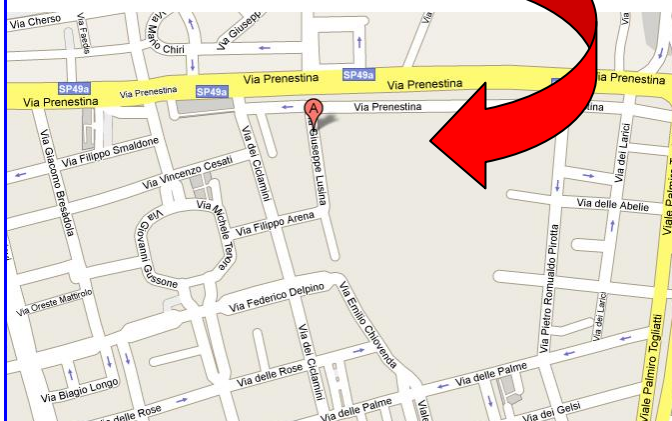 Via Cherso
Via Faedis
Via Mario Chiri
Via Giuseppe
Via
SP49a
SP49a
Via Prenestina
Via Prenestina
Via Prenestina
Via Prenestina
Via Prenestina
Via Prenestina
A
Via Prenestina
Via Giacomo Bresadola
Via Filippo Smaldone
Via Vincenzo Cesati
Via dei Ciclamini
Giuseppe Lusina
Via dei Larici
Via delle Abelie
Viale Palmiro
Via Michele Tenore
Via Giovanni Gussone
Via Filippo Arena
Via Pietro Romualdo Pirotta
Via Oreste Mattirolo
Via Federico Delpino
Via Emilio Chiovenda
Via dei Larici
Viale Palmiro Togliatti
Via dei Ciclamini
Via delle Rose
Via delle Palme
Via Biagio Longo
delle Rose
Via delle Palme
Viale
Via dei Gelsi